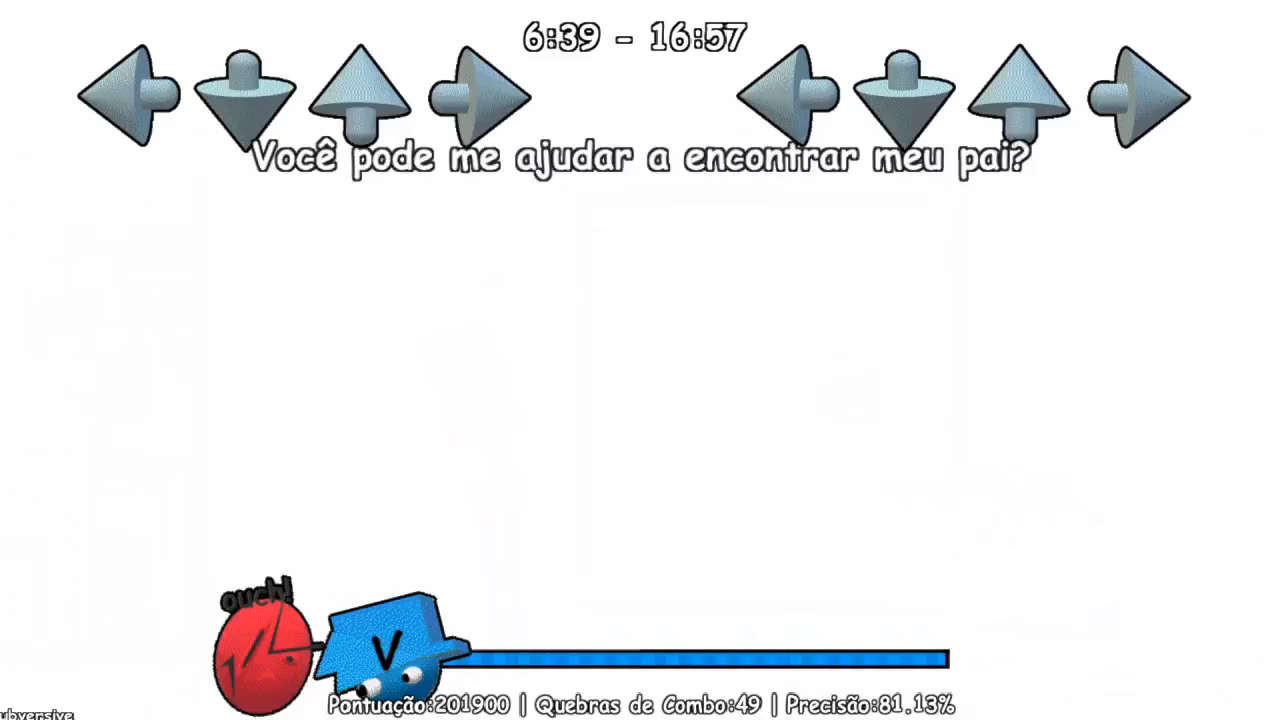 6:39 - 16:57
Você pode me ajudar a encontrar meu pai?
ouch!
V
Pontuação:201900 | Quebras de Combo:49 | Precisão:81.13%
ubversive